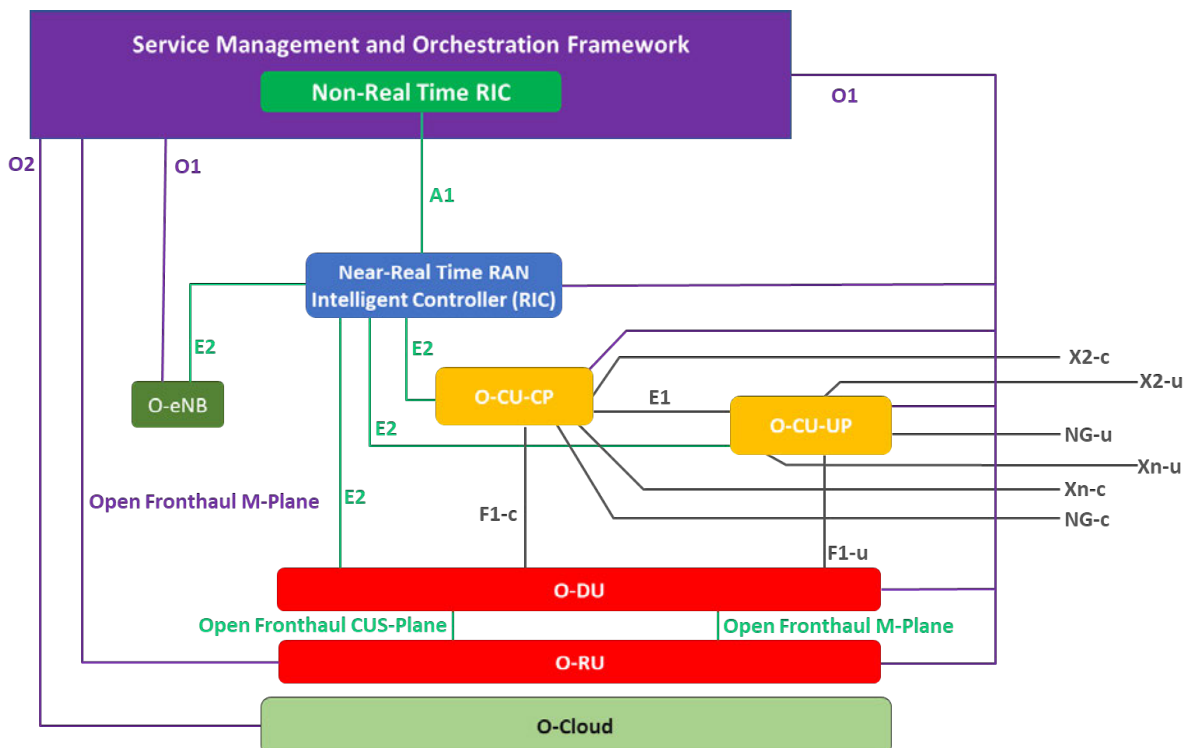 Service Management and Orchestration Framework
Non-Real Time RIC
O1
O2
O1
A1
Near-Real Time RAN
Intelligent Controller (RIC)
E2
E2
X2-c
X2-u
O-CU-CP
E1
O-eNB
O-CU-UP
E2
NG-u
Xn-u
Open Fronthaul M-Plane
E2
Xn-c
F1-c
NG-c
F1-u
O-DU
Open Fronthaul CUS-Plane
Open Fronthaul M-Plane
O-RU
O-Cloud